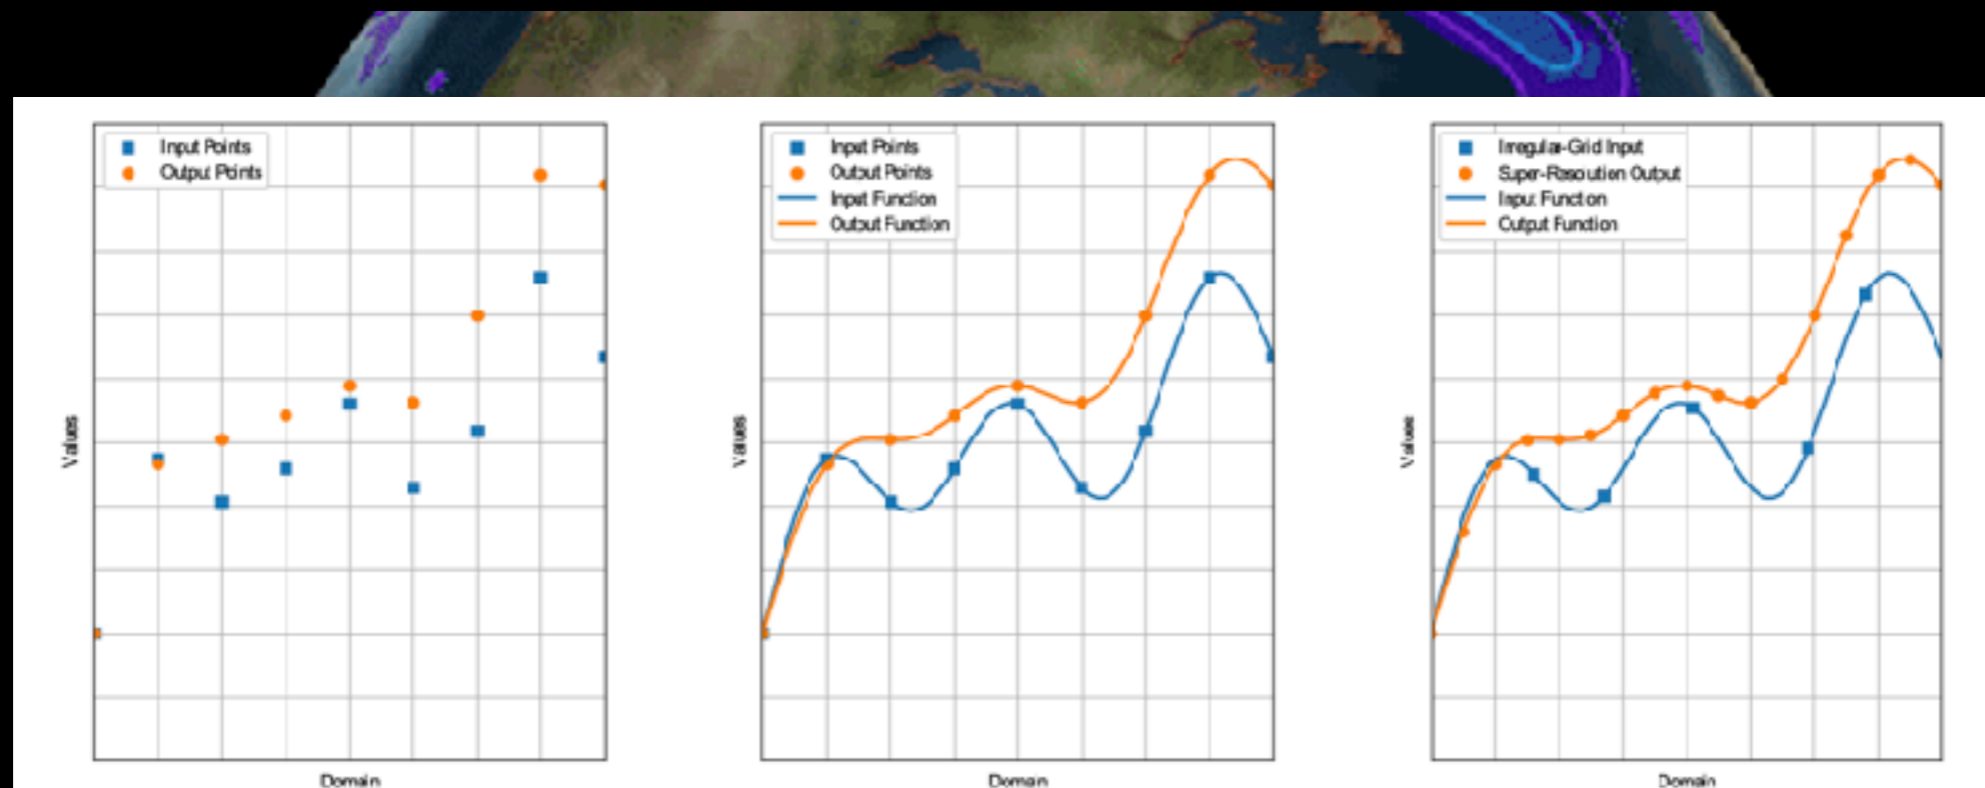 Input Points
Output Points
Values
Domain
Input Points
Output Points
Input Function
Output Function
Values
Domain
Irregular-Grid Input
Super-Resolution Output
Input Function
Output Function
Values
Domain